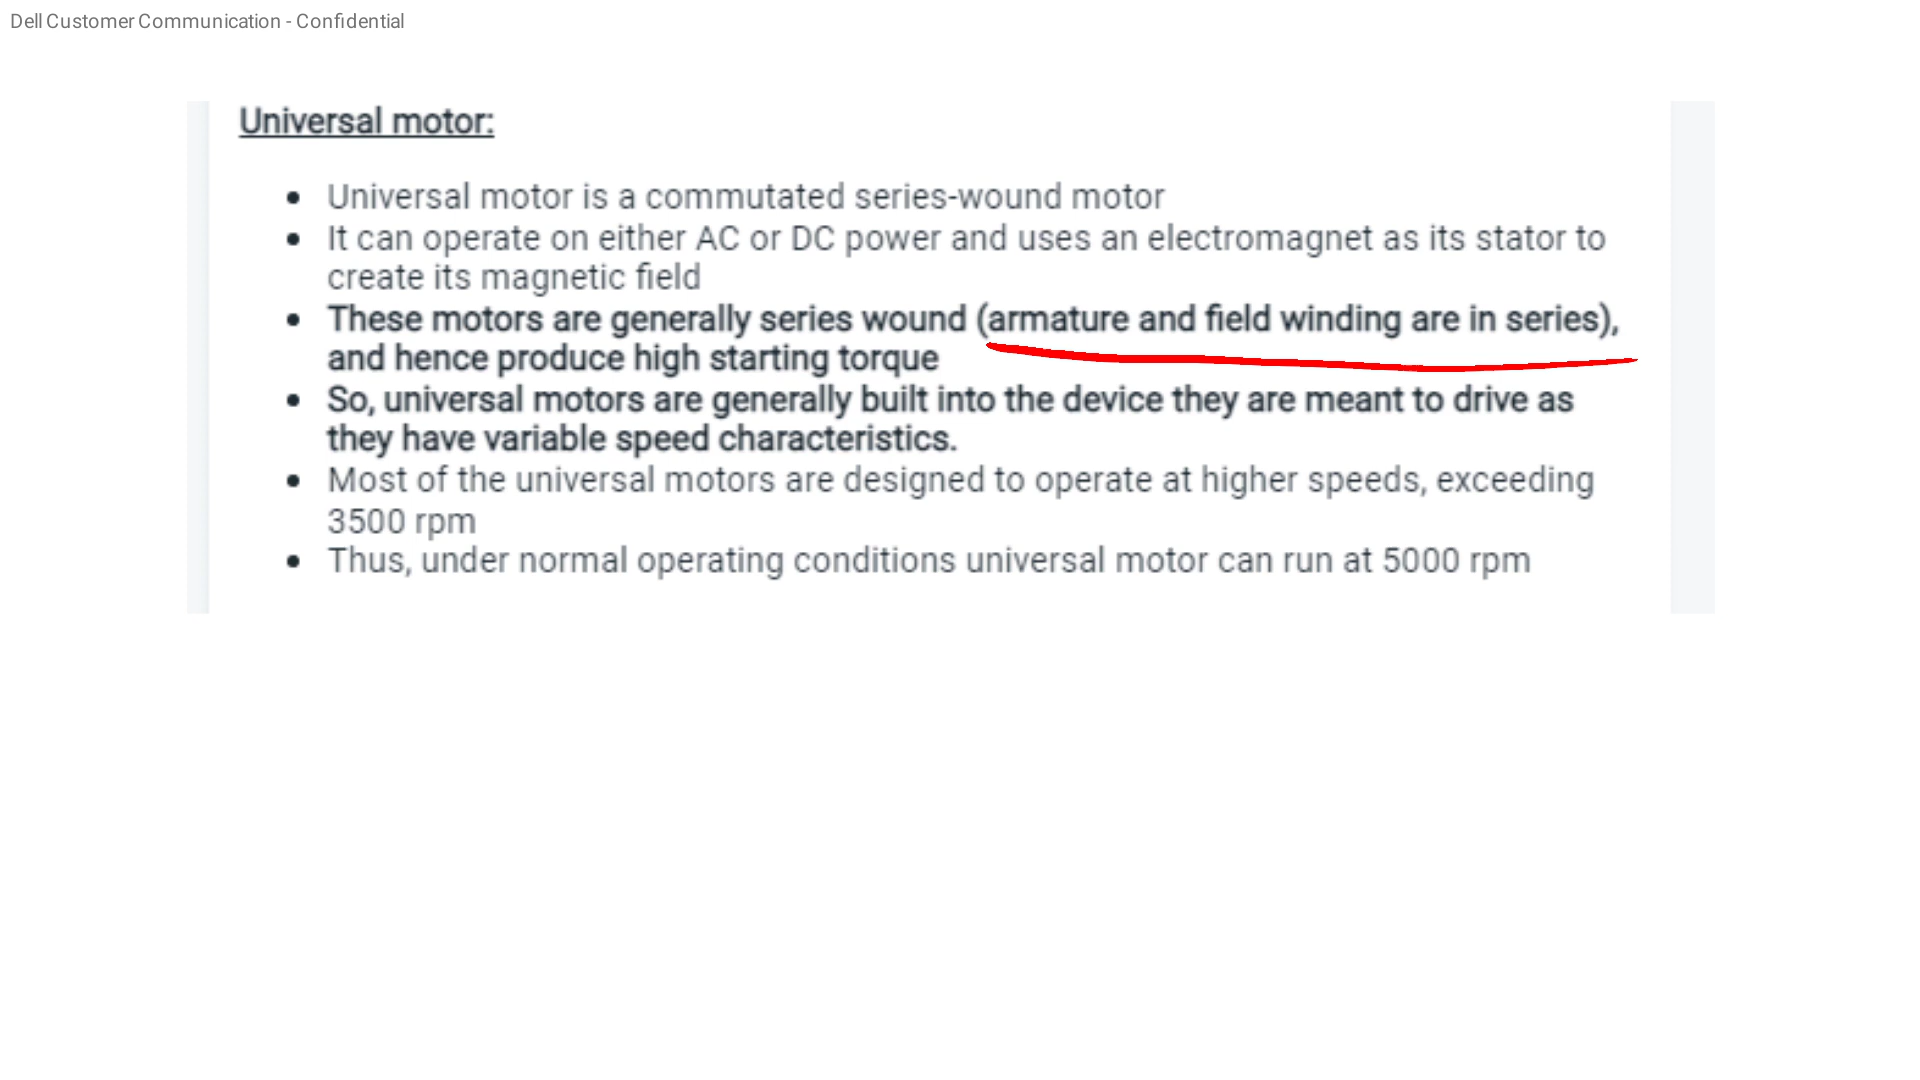 Dell Customer Communication - Confidential
Universal motor:
• Universal motor is a commutated series-wound motor
• It can operate on either AC or DC power and uses an electromagnet as its stator to
create its magnetic field
• These motors are generally series wound (armature and field winding are in series),
and hence produce high starting torque
• So, universal motors are generally built into the device they are meant to drive as
they have variable speed characteristics.
• Most of the universal motors are designed to operate at higher speeds, exceeding
3500 rpm
• Thus, under normal operating conditions universal motor can run at 5000 rpm